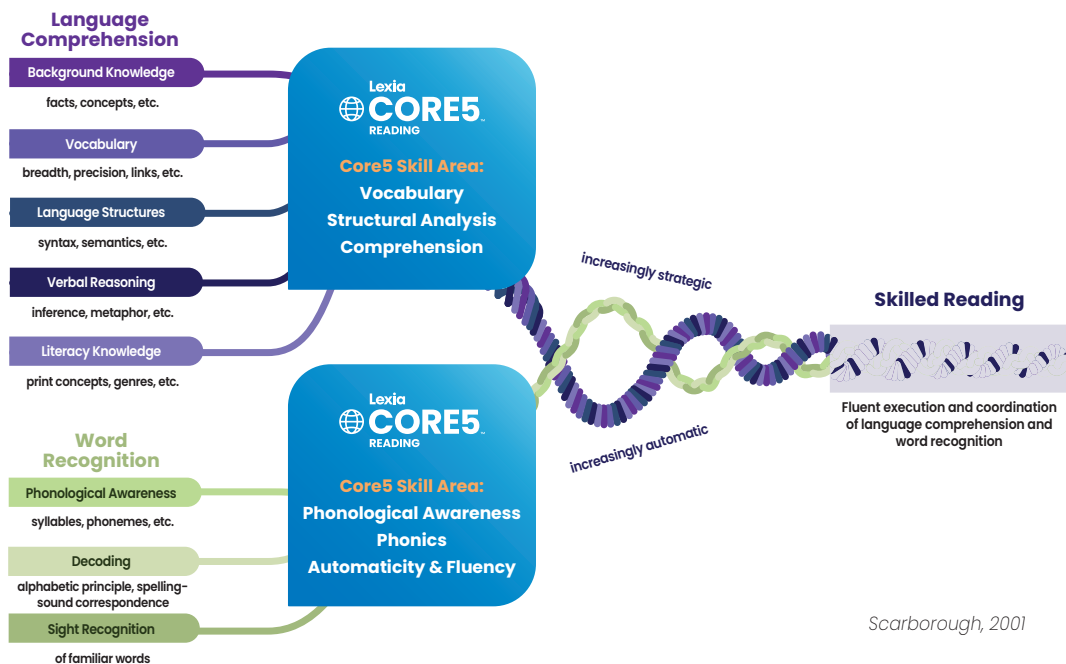 Language
Comprehension
Background Knowledge
facts, concepts, etc.
Vocabulary
breadth, precision, links, etc.
Language Structures
syntax, semantics, etc.
Verbal Reasoning
inference, metaphor, etc.
Literacy Knowledge
print concepts, genres, etc.
Lexia
CORE5™
READING
Core5 Skill Area:
Vocabulary
Structural Analysis
Comprehension
Word
Recognition
Phonological Awareness
syllables, phonemes, etc.
Decoding
alphabetic principle, spelling-
sound correspondence
Sight Recognition
of familiar words
Lexia
CORE5™
READING
Core5 Skill Area:
Phonological Awareness
Phonics
Automaticity & Fluency
increasingly strategic
increasingly automatic
Skilled Reading
Fluent execution and coordination
of language comprehension and
word recognition
Scarborough, 2001